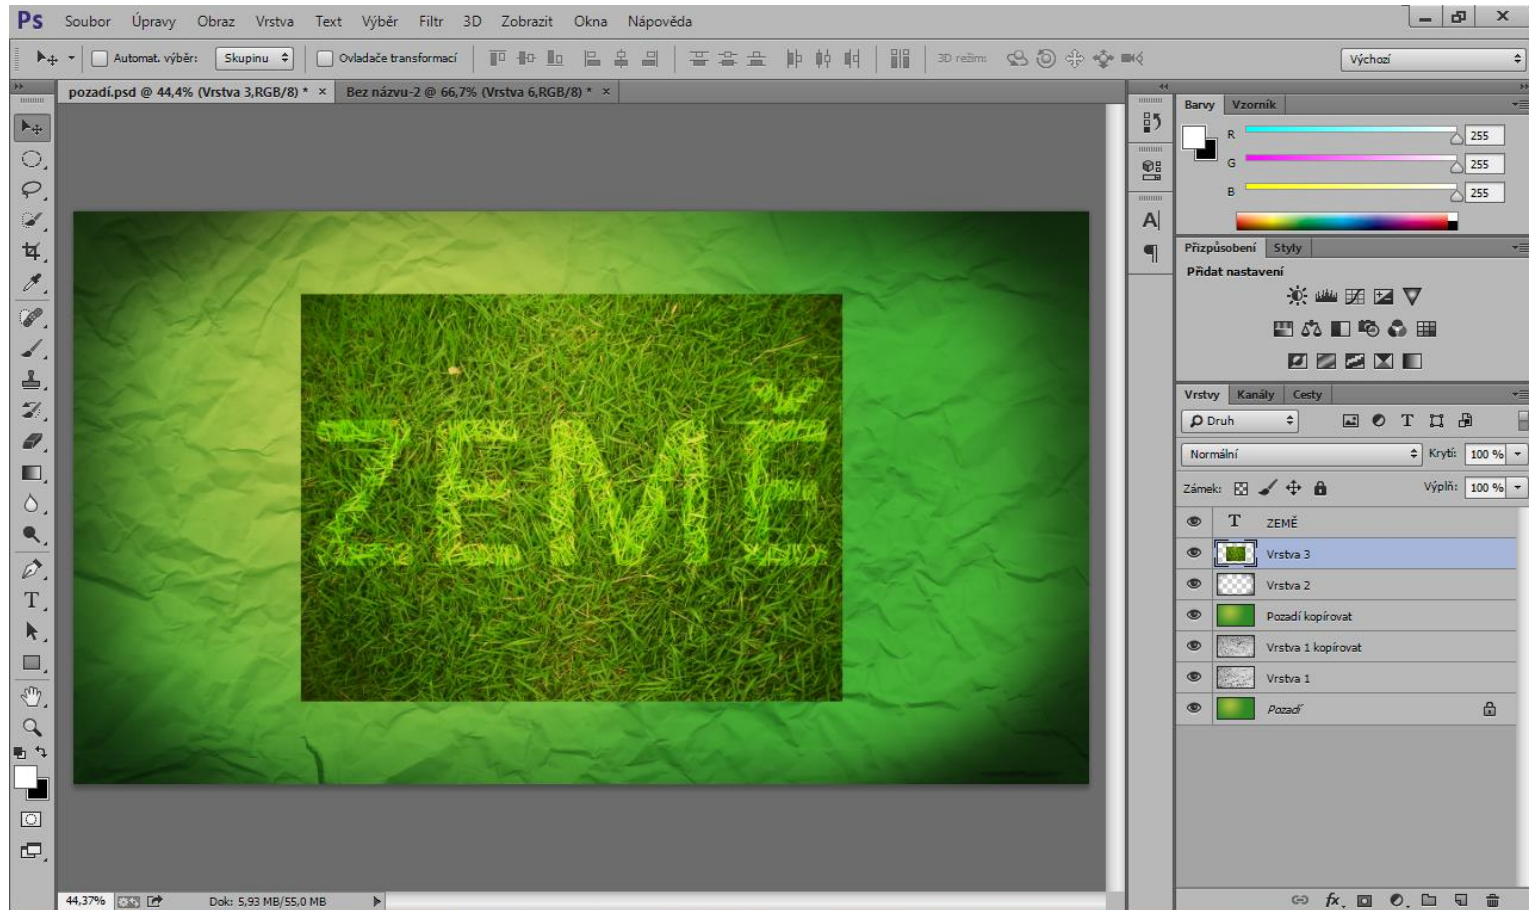 Ps Soubor Úpravy Obraz Vrstva Text Výběr Filtr 3D Zobrazit Okna Nápověda
Automat. výběr: Skupinu Ovladače transformací 3D režim: Výchozí
pozadí.psd @ 44,4% (Vrstva 3,RGB/8) * × Bez názvu-2 @ 66,7% (Vrstva 6,RGB/8) * ×
Barvy Vzorník
R 255
G 255
B 255
Přizpůsobení Styly
Přidat nastavení
ZEMĚ
Vrstvy Kanály Cesty
Druh
Normální Krytí: 100 %
Zámek: Výplň: 100 %
T ZEMĚ
Vrstva 3
Vrstva 2
Pozadí kopírovat
Vrstva 1 kopírovat
Vrstva 1
Pozadí
44,37% Dok: 5,93 MB/55,0 MB